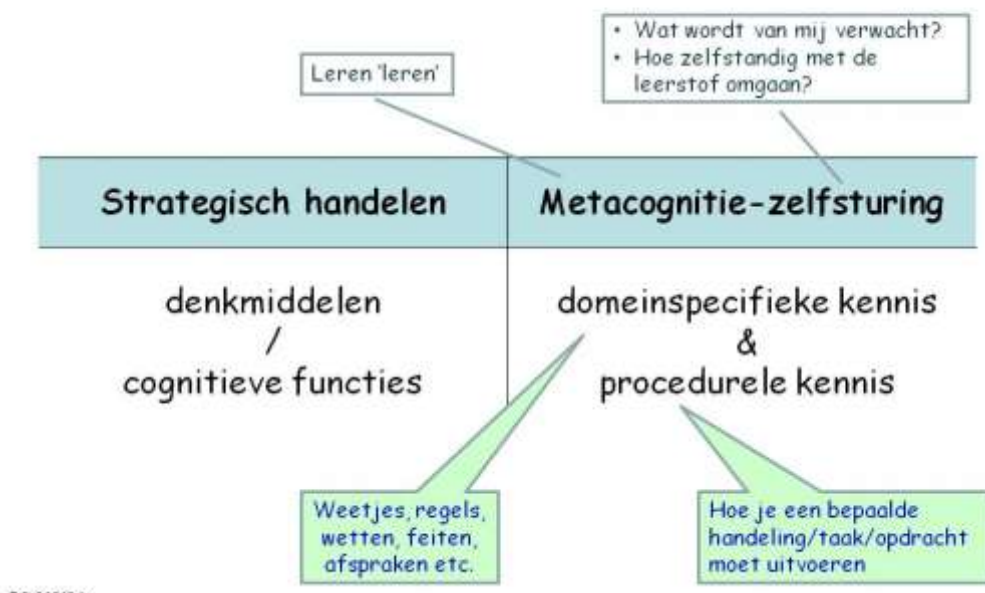 • Wat wordt van mij verwacht?
• Hoe zelfstandig met de
leerstof omgaan?
Leren 'leren'
Strategisch handelen
Metacognitie-zelfsturing
denkmiddelen
/
cognitieve functies
domeinspecifieke kennis
&
procedurele kennis
Weetjes, regels,
wetten, feiten,
afspraken etc.
Hoe je een bepaalde
handeling/taak/opdracht
moet uitvoeren